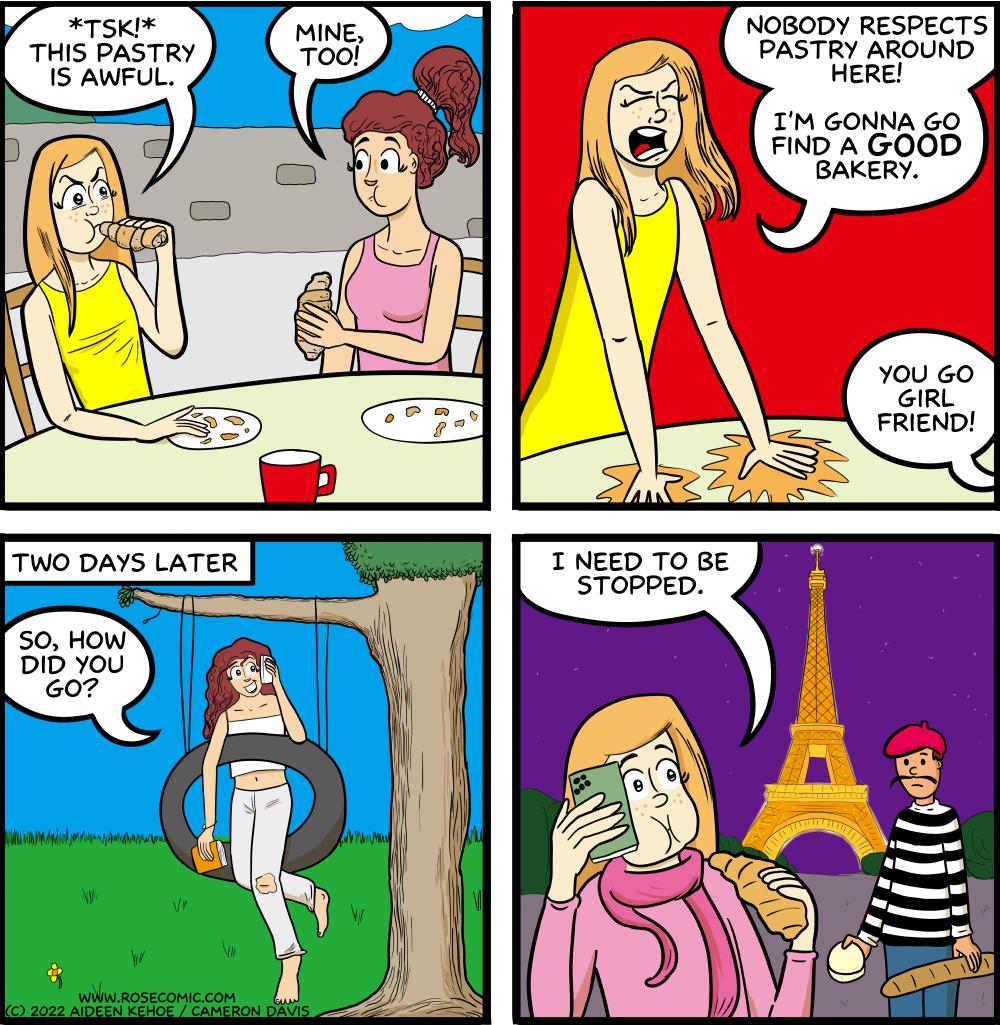 *TSK!*
THIS PASTRY
IS AWFUL.
MINE,
TOO!
NOBODY RESPECTS
PASTRY AROUND
HERE!
I'M GONNA GO
FIND A GOOD
BAKERY.
YOU GO
GIRL
FRIEND!
TWO DAYS LATER
SO, HOW
DID YOU
GO?
WWW.ROSECOMIC.COM
(C) 2022 AIDEEN KEHOE / CAMERON DAVIS
I NEED TO BE
STOPPED.